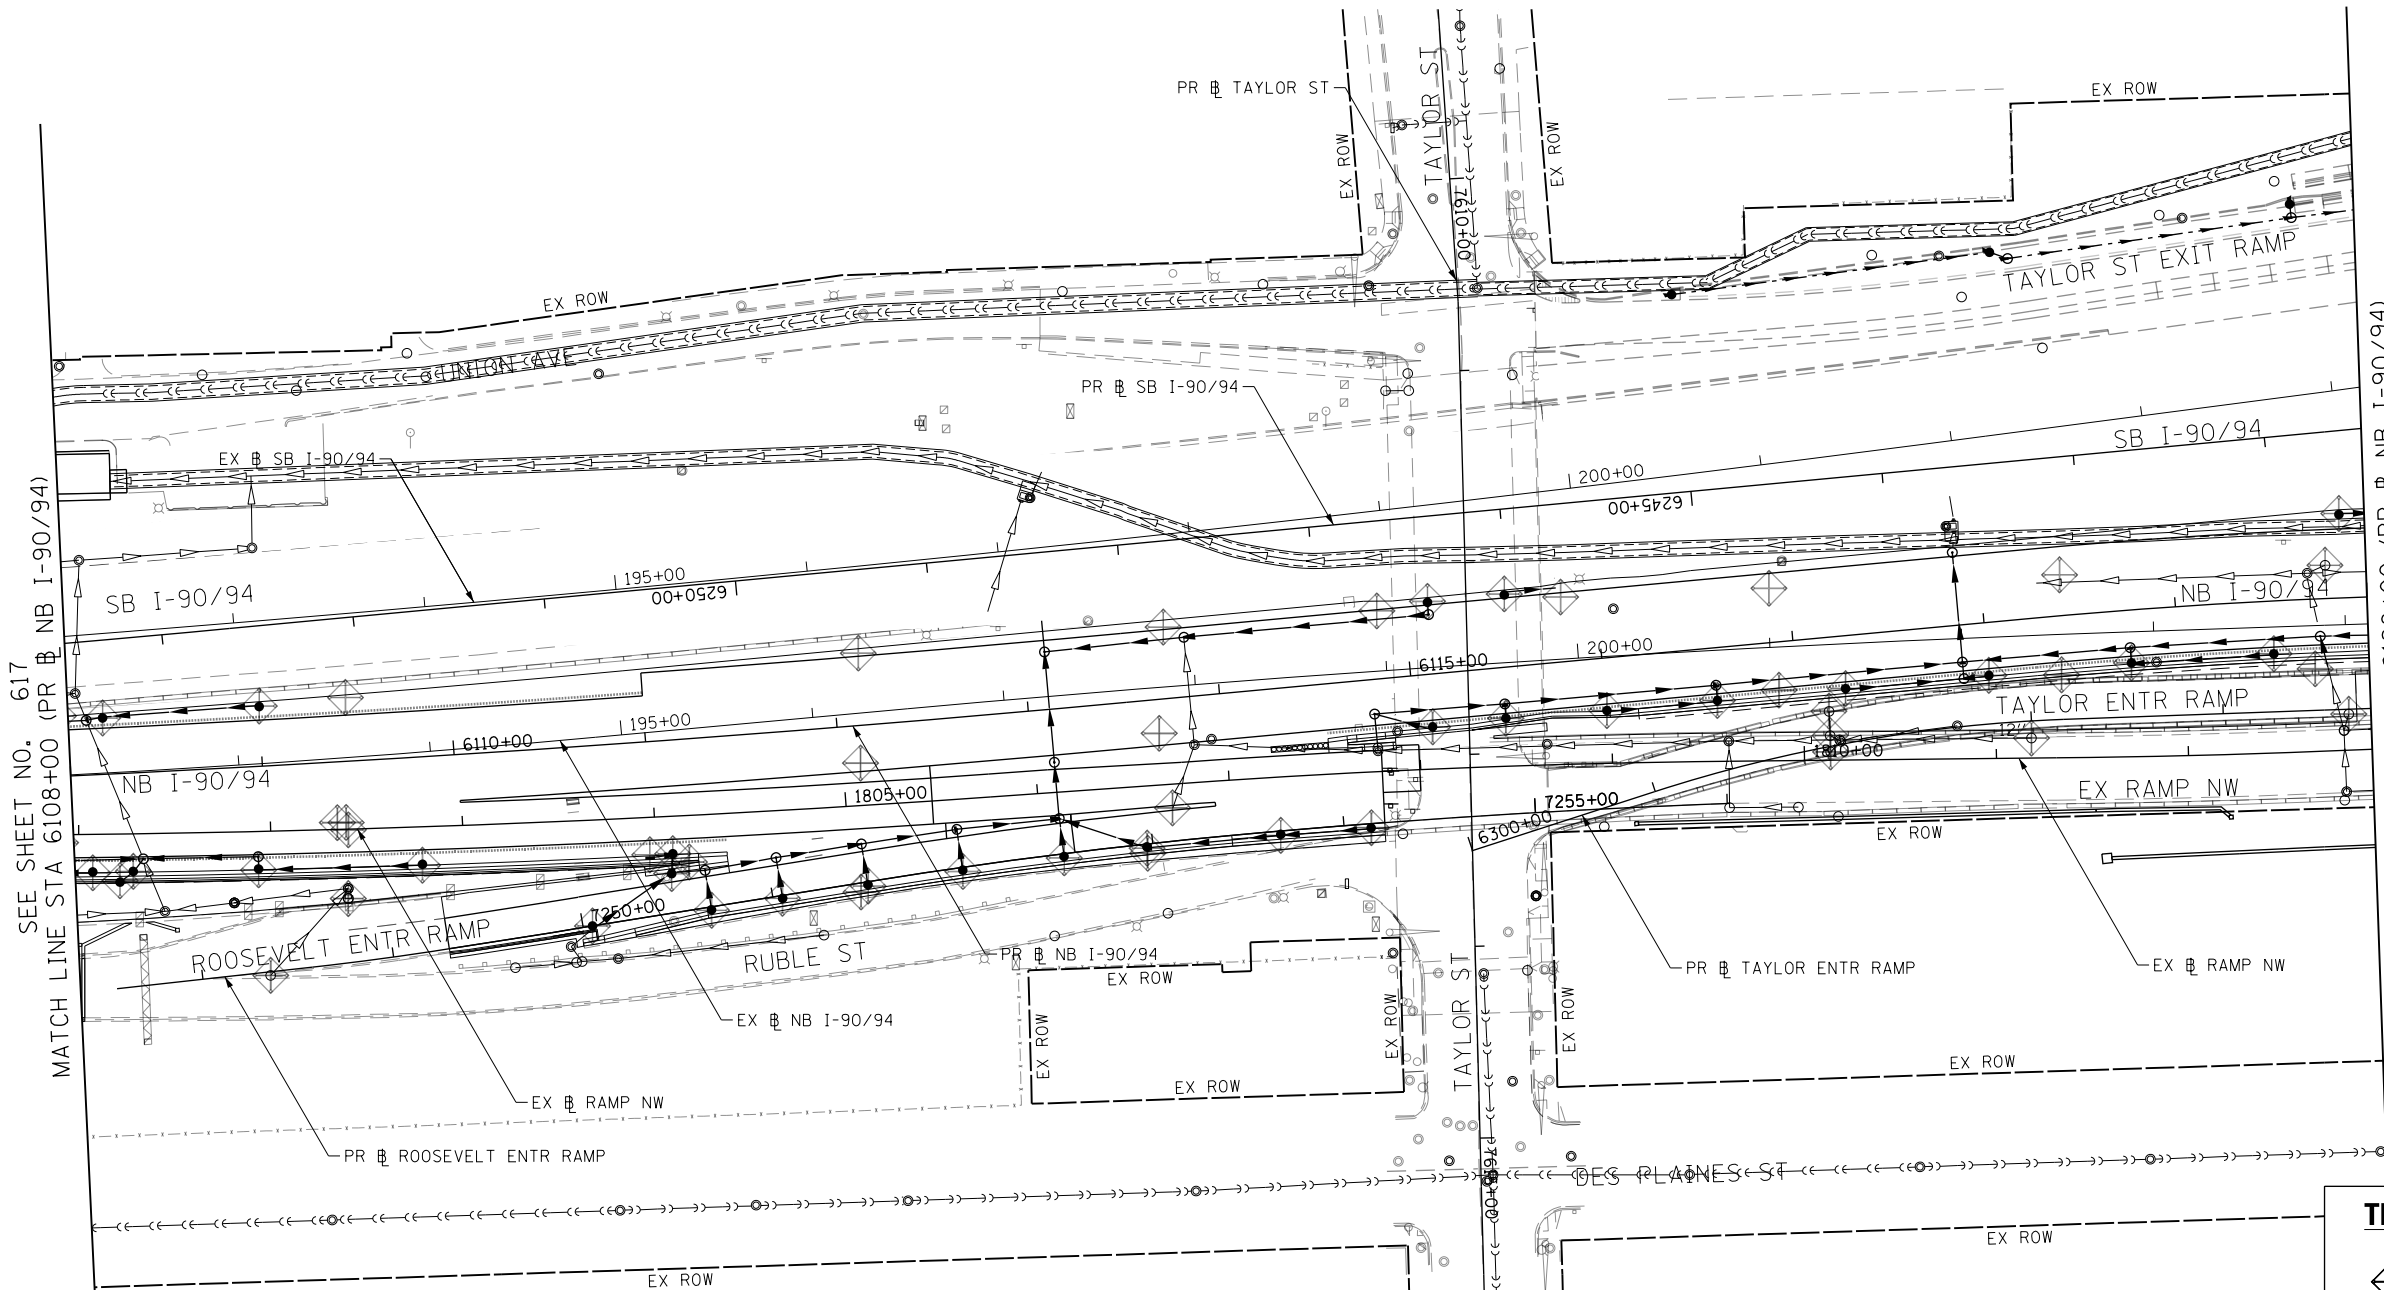 PR ⅊ TAYLOR ST
TAYLOR ST
EX ROW
EX ROW
EX ROW
7610+00
EX ROW
TAYLOR ST EXIT RAMP
UNION AVE
PR ⅊ SB I-90/94
EX ⅊ SB I-90/94
SB I-90/94
200+00
6245+00
195+00
6250+00
SB I-90/94
NB I-90/94
200+00
6115+00
195+00
6110+00
NB I-90/94
TAYLOR ENTR RAMP
12"
1810+00
1805+00
7255+00
6300+00
EX RAMP NW
EX ROW
ROOSEVELT ENTR RAMP
RUBLE ST
PR ⅊ NB I-90/94
EX ROW
EX ⅊ NB I-90/94
EX ROW
EX ROW
EX ROW
TAYLOR ST
EX ROW
PR ⅊ TAYLOR ENTR RAMP
EX ⅊ RAMP NW
EX ROW
EX ⅊ RAMP NW
PR ⅊ ROOSEVELT ENTR RAMP
DES PLAINES ST
EX ROW
EX ROW
SEE SHEET NO. 617
MATCH LINE STA 6108+00 (PR ⅊ NB I-90/94)